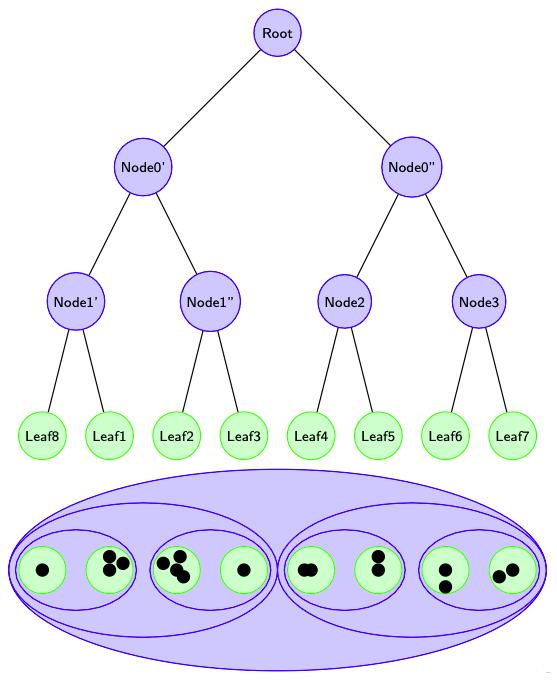 Root
Node0'
Node0"
Node1'
Node1"
Node2
Node3
Leaf8
Leaf1
Leaf2
Leaf3
Leaf4
Leaf5
Leaf6
Leaf7